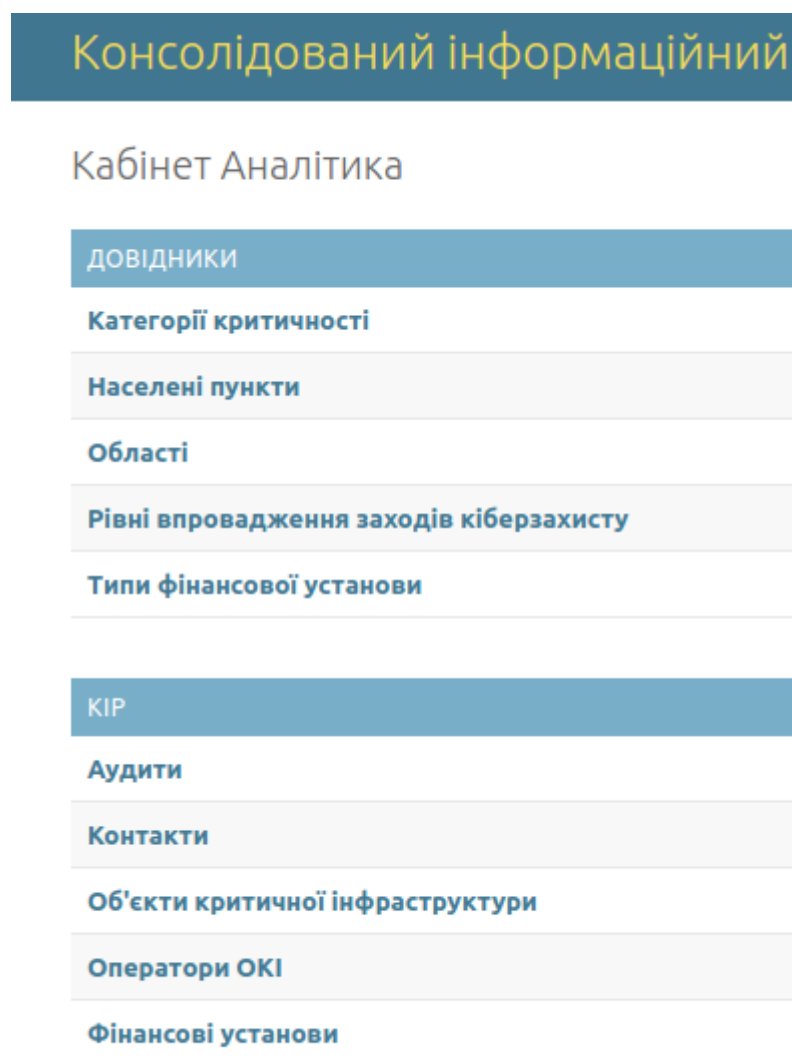 Консолідований інформаційний
Кабінет Аналітика
ДОВІДНИКИ
Категорії критичності
Населені пункти
Області
Рівні впровадження заходів кіберзахисту
Типи фінансової установи
КІР
Аудити
Контакти
Об'єкти критичної інфраструктури
Оператори ОКІ
Фінансові установи